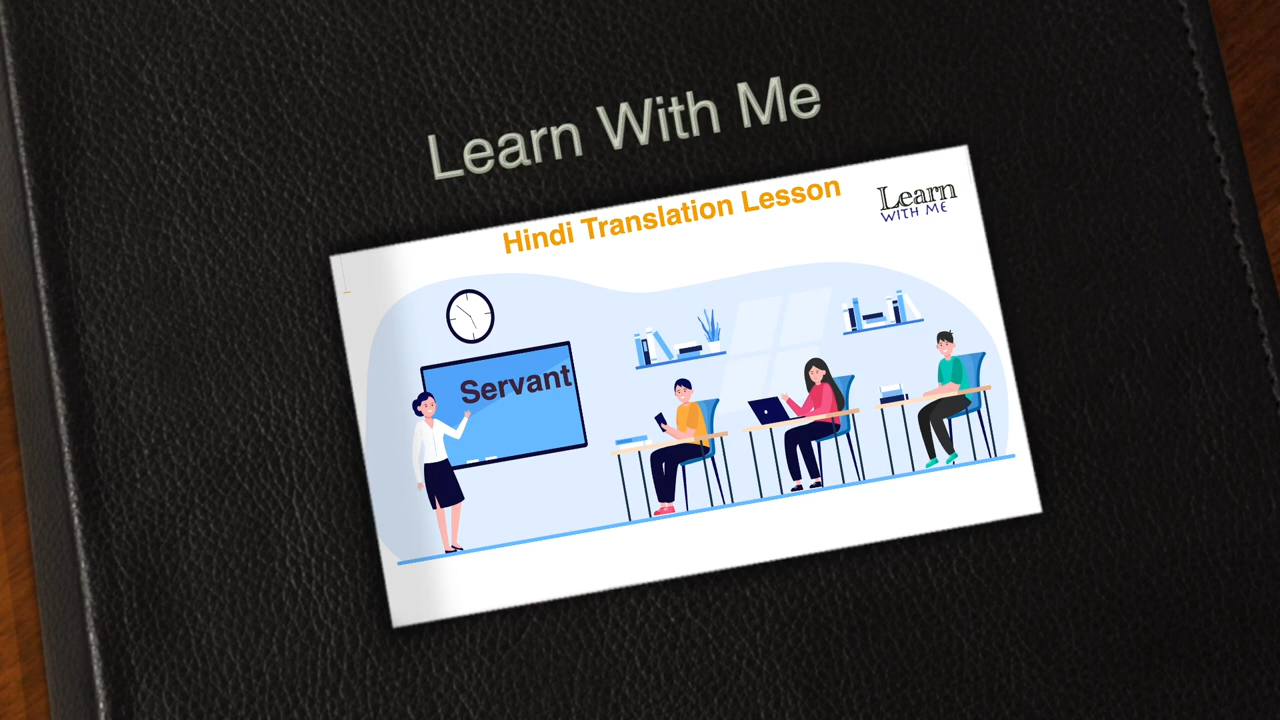 Learn With Me
Hindi Translation Lesson
Learn
WITH ME
Servant